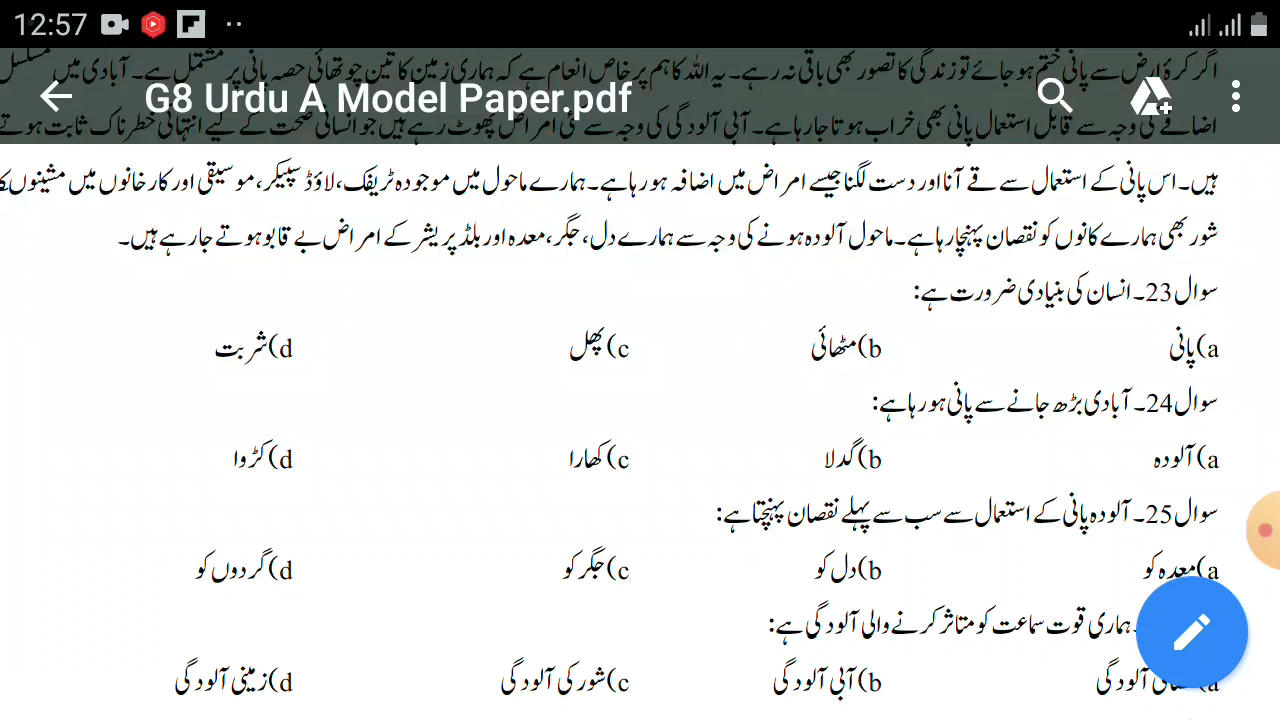 12:57
اگر کرۂ ارض سے پانی ختم ہو جائے تو زندگی کا تصور بھی باقی نہ رہے۔ یہ اللہ کا ہم پر خاص انعام ہے کہ ہماری زمین کا تین چوتھائی حصہ پانی پر مشتمل ہے۔ آبادی میں مسلسل
G8 Urdu A Model Paper.pdf
اضافے کی وجہ سے قابل استعمال پانی بھی خراب ہوتا جا رہا ہے۔ آبی آلودگی کی وجہ سے کئی امراض پھوٹ رہے ہیں جو انسانی صحت کے لیے انتہائی خطرناک ثابت ہوتے
ہیں۔ اس پانی کے استعمال سے قے آنا اور دست لگنا جیسے امراض میں اضافہ ہو رہا ہے۔ ہمارے ماحول میں موجودہ ٹریفک، لاؤڈ سپیکر، موسیقی اور کارخانوں میں مشینوں کا
شور بھی ہمارے کانوں کو نقصان پہنچا رہا ہے۔ ماحول آلودہ ہونے کی وجہ سے ہمارے دل، جگر، معدہ اور بلڈ پریشر کے امراض بے قابو ہوتے جا رہے ہیں۔
سوال 23۔ انسان کی بنیادی ضرورت ہے:
a) پانی b) مٹھائی c) پھل d) شربت
سوال 24۔ آبادی بڑھ جانے سے پانی ہو رہا ہے:
a) آلودہ b) گدلا c) کھارا d) کڑوا
سوال 25۔ آلودہ پانی کے استعمال سے سب سے پہلے نقصان پہنچتا ہے:
a) معدہ کو b) دل کو c) جگر کو d) گردوں کو
۔ ہماری قوت سماعت کو متاثر کرنے والی آلودگی ہے:
a) آلودگی b) آبی آلودگی c) شور کی آلودگی d) زمینی آلودگی